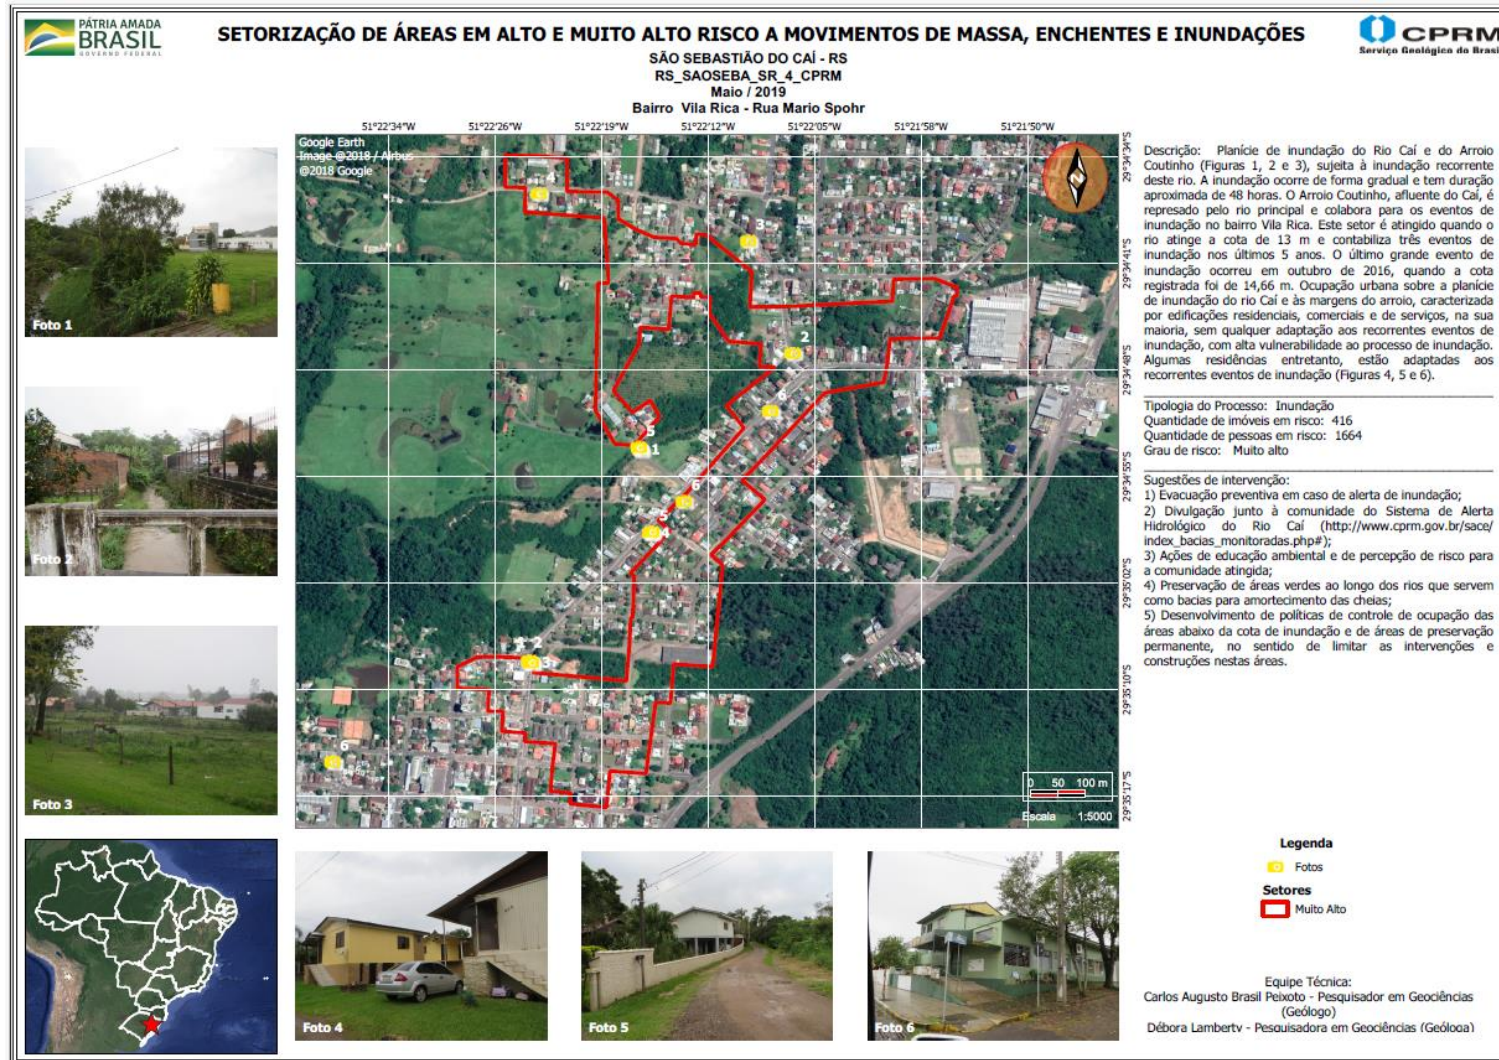 PÁTRIA AMADA
BRASIL
GOVERNO FEDERAL
SETORIZAÇÃO DE ÁREAS EM ALTO E MUITO ALTO RISCO A MOVIMENTOS DE MASSA, ENCHENTES E INUNDAÇÕES
SÃO SEBASTIÃO DO CAÍ - RS
RS_SAOSEBA_SR_4_CPRM
Maio / 2019
Bairro Vila Rica - Rua Mario Spohr
CPRM
Serviço Geológico do Brasi
51°22'34"W 51°22'26"W 51°22'19"W 51°22'12"W 51°22'05"W 51°21'58"W 51°21'50"W
Google Earth
Image @2018 / Airbus
@2018 Google
N
4
3
2
6
5
1
6
5
4
2
3
6
29°34'34"S
29°34'41"S
29°34'48"S
29°34'55"S
29°35'02"S
29°35'10"S
29°35'17"S
0 50 100 m
Escala 1:5000
Foto 1
Foto 2
Foto 3
Foto 4
Foto 5
Foto 6
Descrição: Planície de inundação do Rio Caí e do Arroio
Coutinho (Figuras 1, 2 e 3), sujeita à inundação recorrente
deste rio. A inundação ocorre de forma gradual e tem duração
aproximada de 48 horas. O Arroio Coutinho, afluente do Caí, é
represado pelo rio principal e colabora para os eventos de
inundação no bairro Vila Rica. Este setor é atingido quando o
rio atinge a cota de 13 m e contabiliza três eventos de
inundação nos últimos 5 anos. O último grande evento de
inundação ocorreu em outubro de 2016, quando a cota
registrada foi de 14,66 m. Ocupação urbana sobre a planície
de inundação do rio Caí e às margens do arroio, caracterizada
por edificações residenciais, comerciais e de serviços, na sua
maioria, sem qualquer adaptação aos recorrentes eventos de
inundação, com alta vulnerabilidade ao processo de inundação.
Algumas residências entretanto, estão adaptadas aos
recorrentes eventos de inundação (Figuras 4, 5 e 6).
Tipologia do Processo: Inundação
Quantidade de imóveis em risco: 416
Quantidade de pessoas em risco: 1664
Grau de risco: Muito alto
Sugestões de intervenção:
1) Evacuação preventiva em caso de alerta de inundação;
2) Divulgação junto à comunidade do Sistema de Alerta
Hidrológico do Rio Caí (http://www.cprm.gov.br/sace/
index_bacias_monitoradas.php#);
3) Ações de educação ambiental e de percepção de risco para
a comunidade atingida;
4) Preservação de áreas verdes ao longo dos rios que servem
como bacias para amortecimento das cheias;
5) Desenvolvimento de políticas de controle de ocupação das
áreas abaixo da cota de inundação e de áreas de preservação
permanente, no sentido de limitar as intervenções e
construções nestas áreas.
Legenda
Fotos
Setores
Muito Alto
Equipe Técnica:
Carlos Augusto Brasil Peixoto - Pesquisador em Geociências
(Geólogo)
Débora Lamberty - Pesquisadora em Geociências (Geóloga)